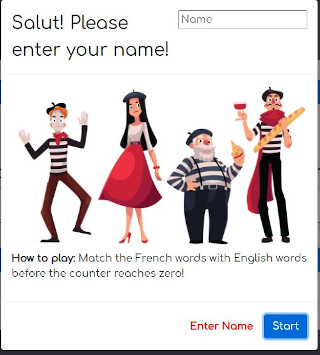 Salut! Please
enter your name!
Name
How to play: Match the French words with English words
before the counter reaches zero!
Enter Name
Start